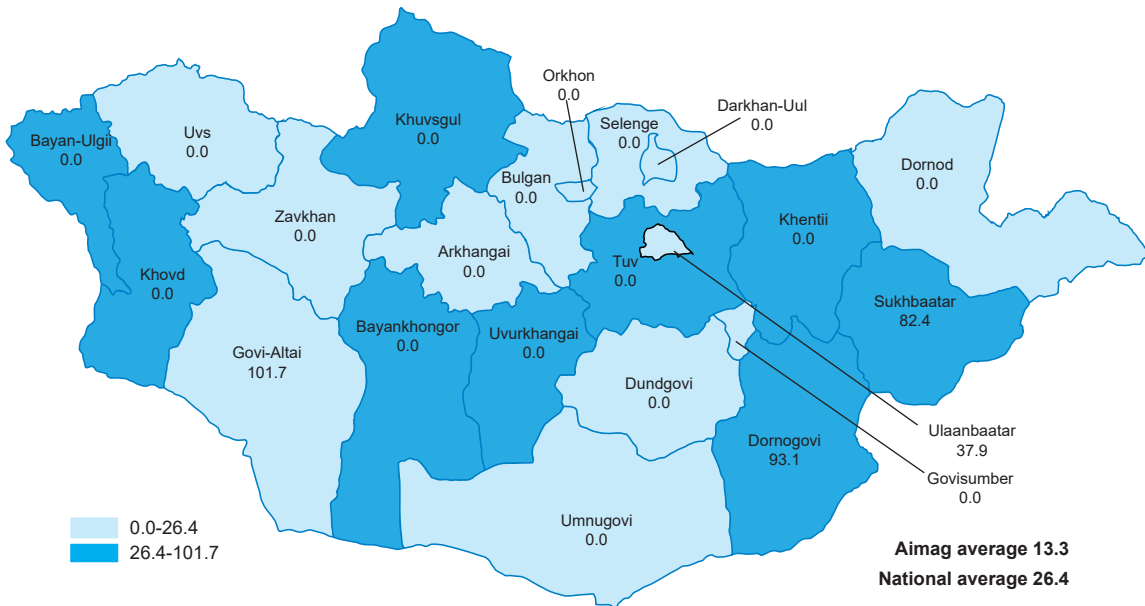 Orkhon
0.0
Darkhan-Uul
0.0
Khuvsgul
0.0
Selenge
0.0
Uvs
0.0
Bayan-Ulgii
0.0
Dornod
0.0
Bulgan
0.0
Zavkhan
0.0
Khentii
0.0
Arkhangai
0.0
Tuv
0.0
Khovd
0.0
Sukhbaatar
82.4
Bayankhongor
0.0
Uvurkhangai
0.0
Govi-Altai
101.7
Dundgovi
0.0
Ulaanbaatar
37.9
Dornogovi
93.1
Govisumber
0.0
Umnugovi
0.0
0.0-26.4
26.4-101.7
Aimag average 13.3
National average 26.4